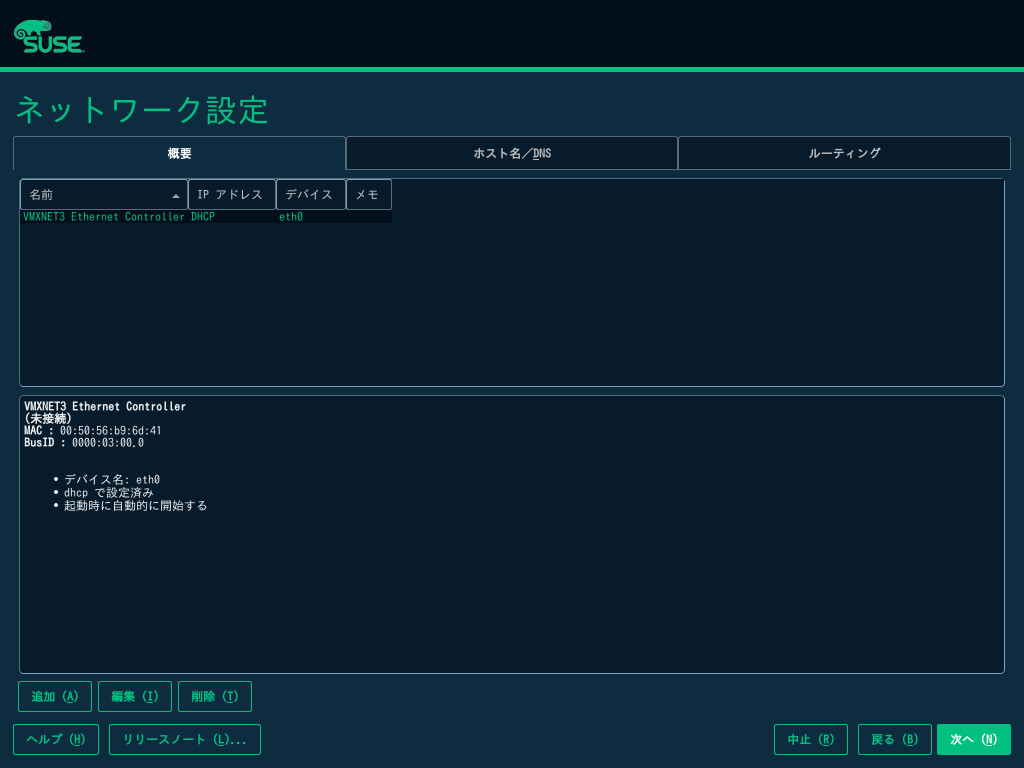 SUSE
ネットワーク設定
概要
ホスト名/DNS
ルーティング
名前 IP アドレス デバイス メモ
VMXNET3 Ethernet Controller DHCP eth0
VMXNET3 Ethernet Controller
(未接続)
MAC : 00:50:56:b9:6d:41
BusID : 0000:03:00.0
• デバイス名: eth0
• dhcp で設定済み
• 起動時に自動的に開始する
追加 (A) 編集 (I) 削除 (T)
ヘルプ (H) リリースノート (L)... 中止 (R) 戻る (B) 次へ (N)